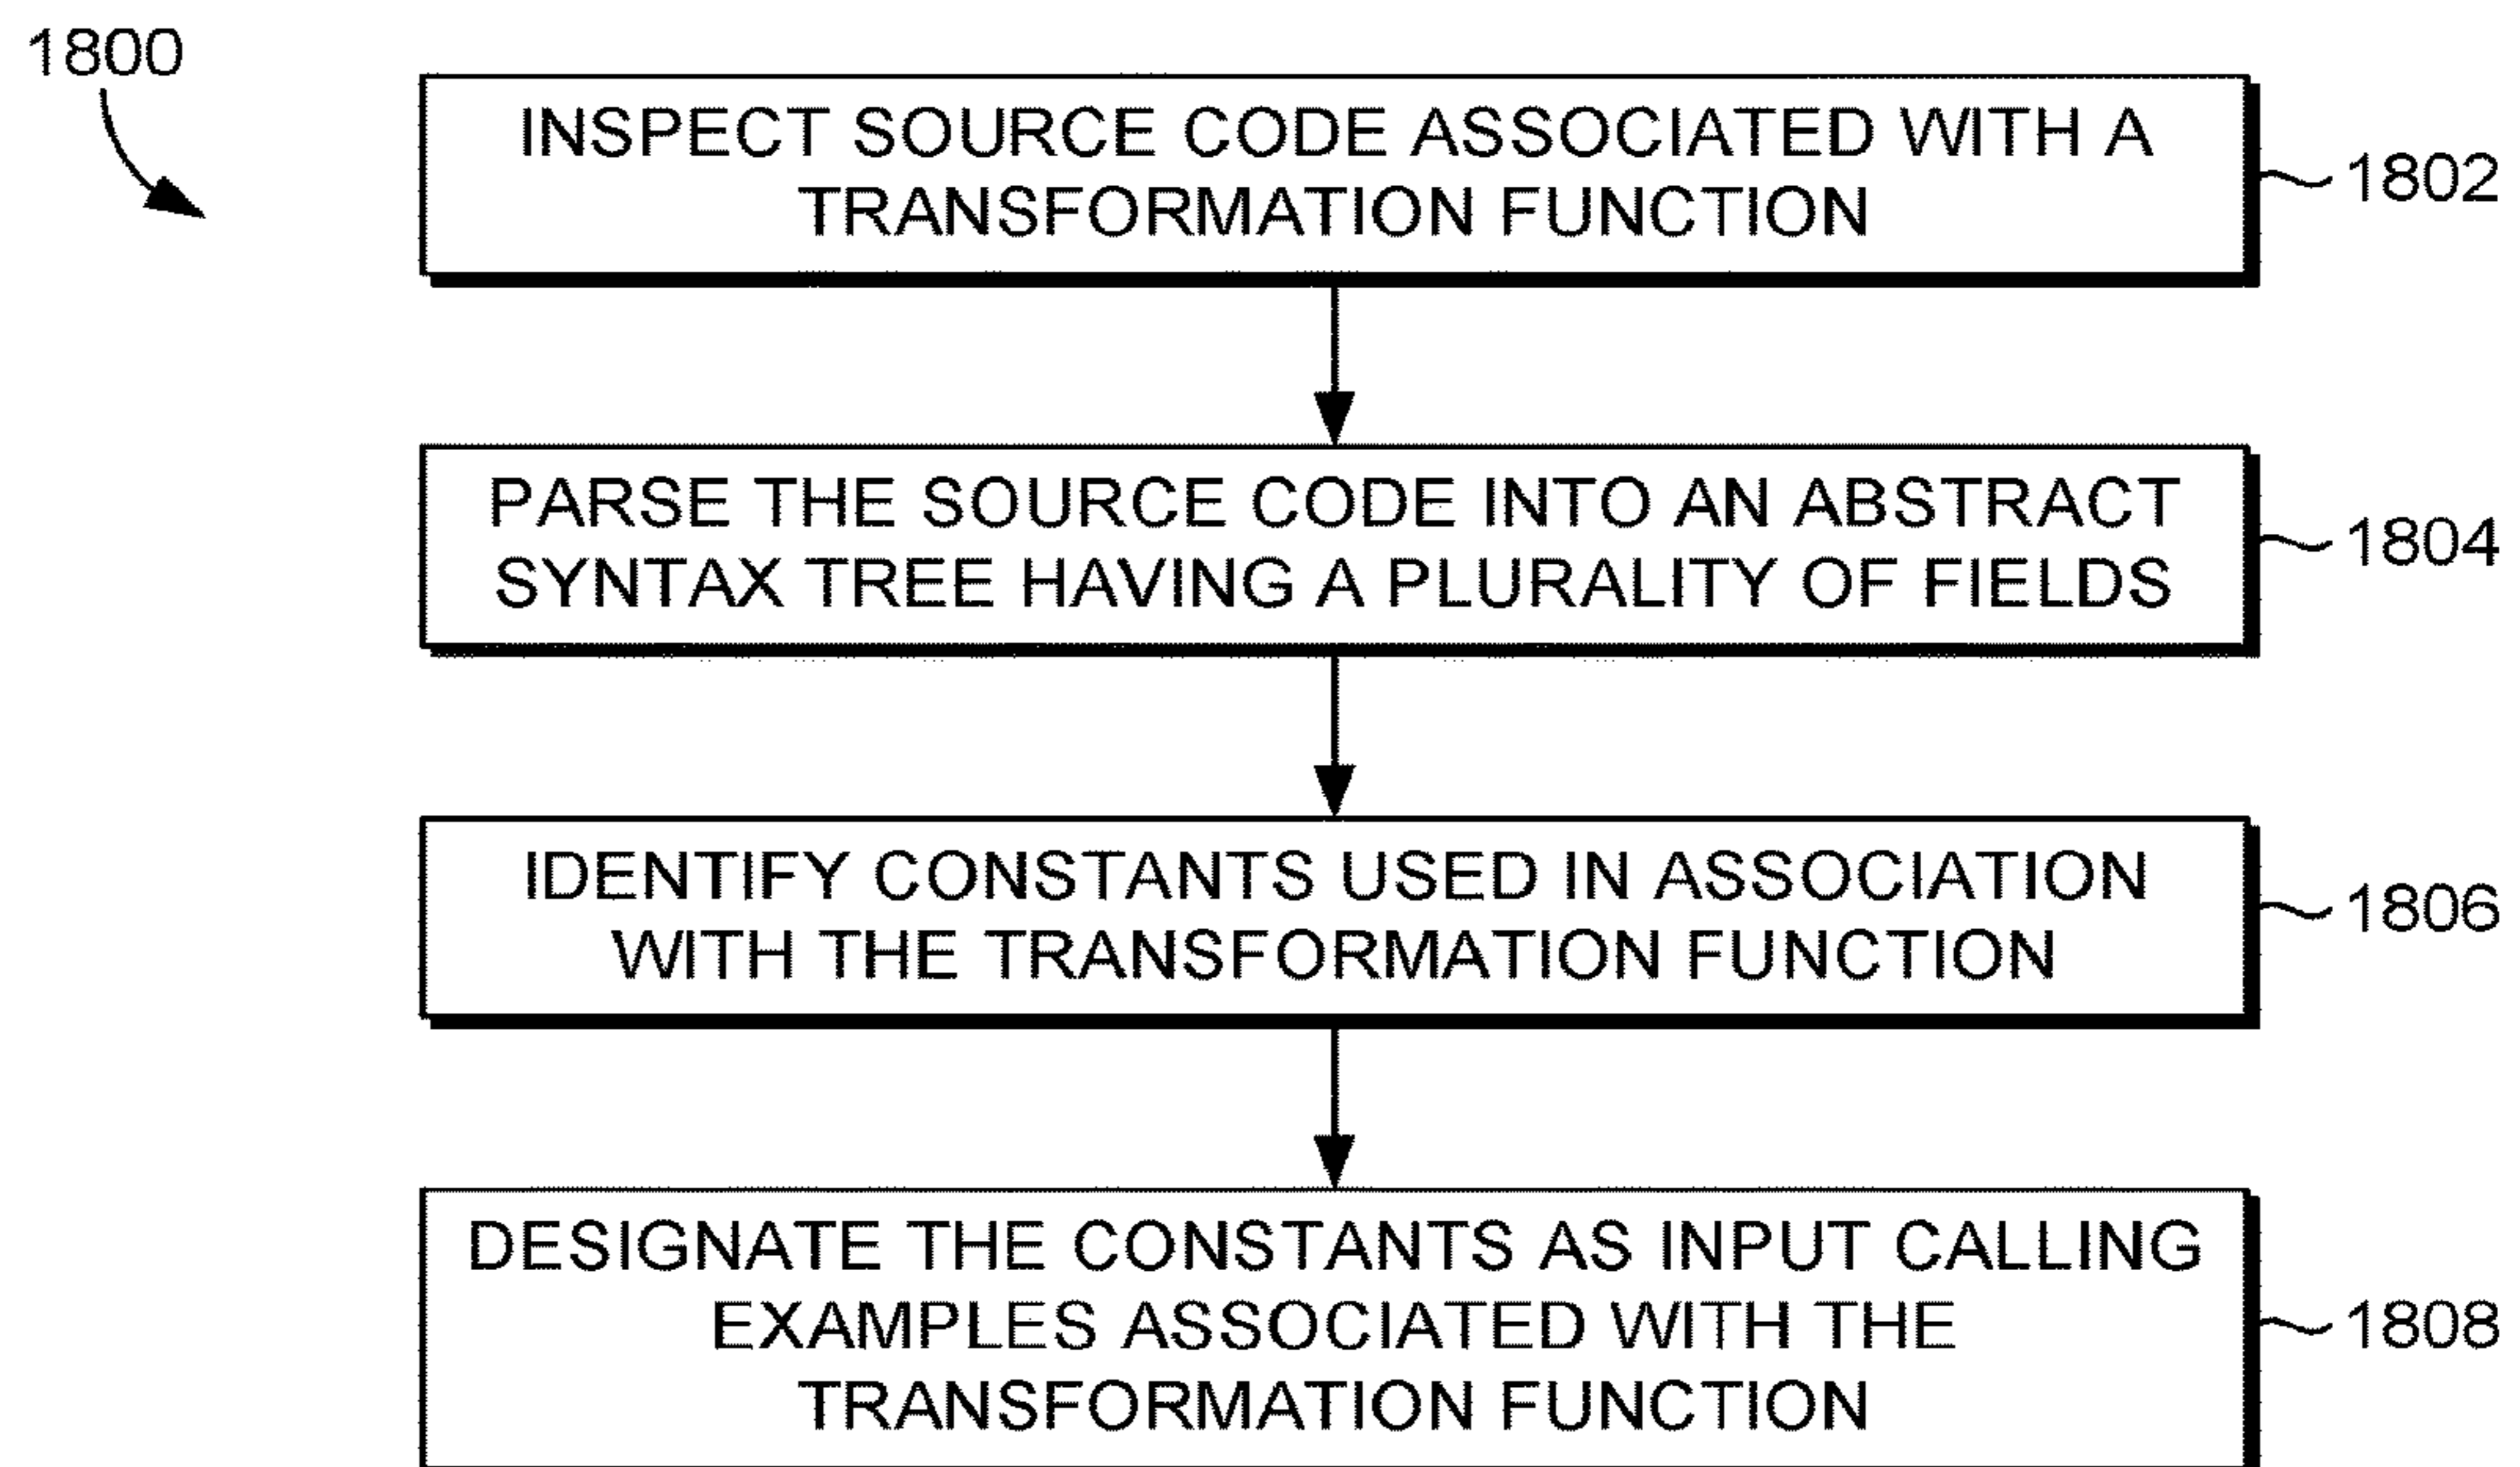 1800
INSPECT SOURCE CODE ASSOCIATED WITH A
TRANSFORMATION FUNCTION
1802
PARSE THE SOURCE CODE INTO AN ABSTRACT
SYNTAX TREE HAVING A PLURALITY OF FIELDS
1804
IDENTIFY CONSTANTS USED IN ASSOCIATION
WITH THE TRANSFORMATION FUNCTION
1806
DESIGNATE THE CONSTANTS AS INPUT CALLING
EXAMPLES ASSOCIATED WITH THE
TRANSFORMATION FUNCTION
1808